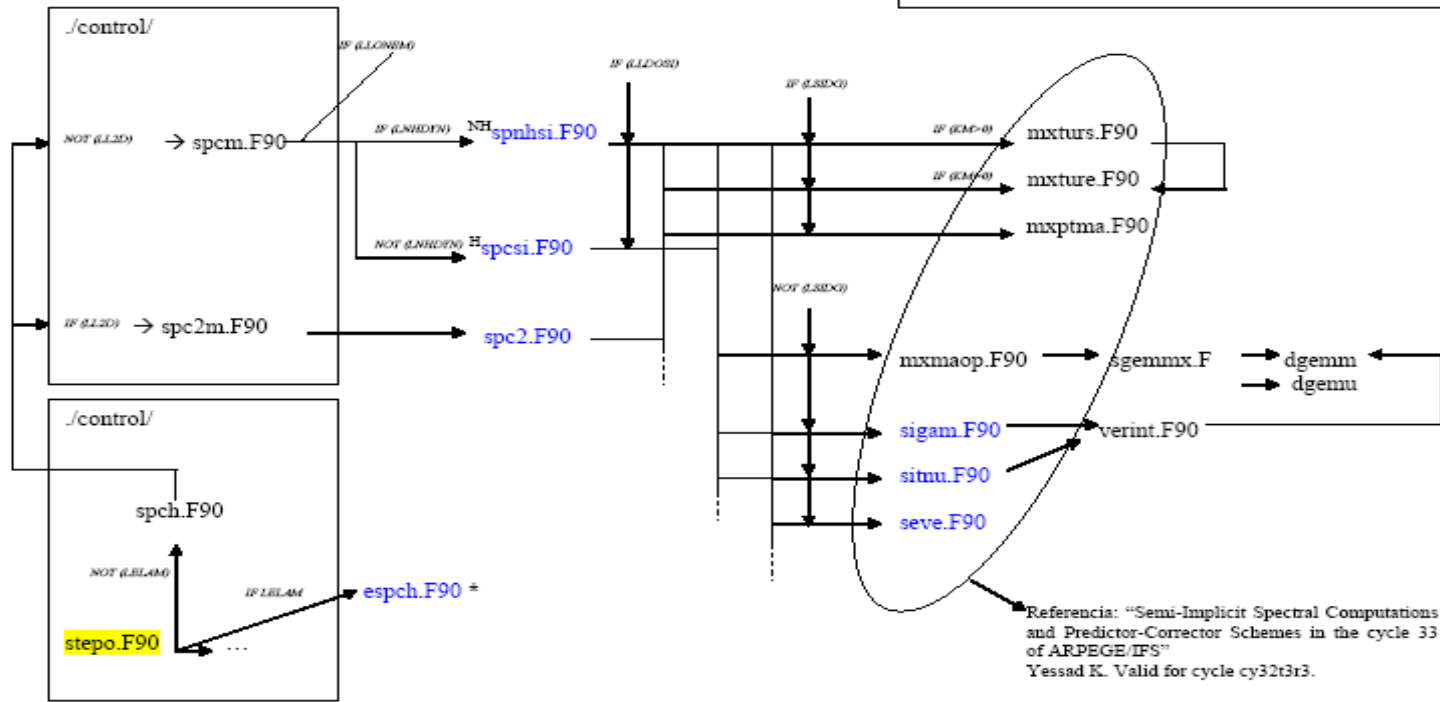 ./control/
IF (LLONEM)
NOT (LL2D)
→ spcm.F90
IF (LNHDYN)
NH spnhsi.F90
NOT (LNHDYN)
H spcsi.F90
IF (LL2D)
→ spc2m.F90
spc2.F90
IF (LLDOSI)
IF (LSIDG)
IF (KM>0)
mxturs.F90
IF (KM>0)
mxture.F90
mxptma.F90
NOT (LSIDG)
mxmaop.F90
sgemmx.F
dgemm
dgemu
sigam.F90
verint.F90
sitnu.F90
seve.F90
./control/
spch.F90
NOT (LELAM)
IF LELAM
espch.F90 *
stepo.F90
...
Referencia: “Semi-Implicit Spectral Computations
and Predictor-Corrector Schemes in the cycle 33
of ARPEGE/IFS”
Yessad K. Valid for cycle cy32t3r3.